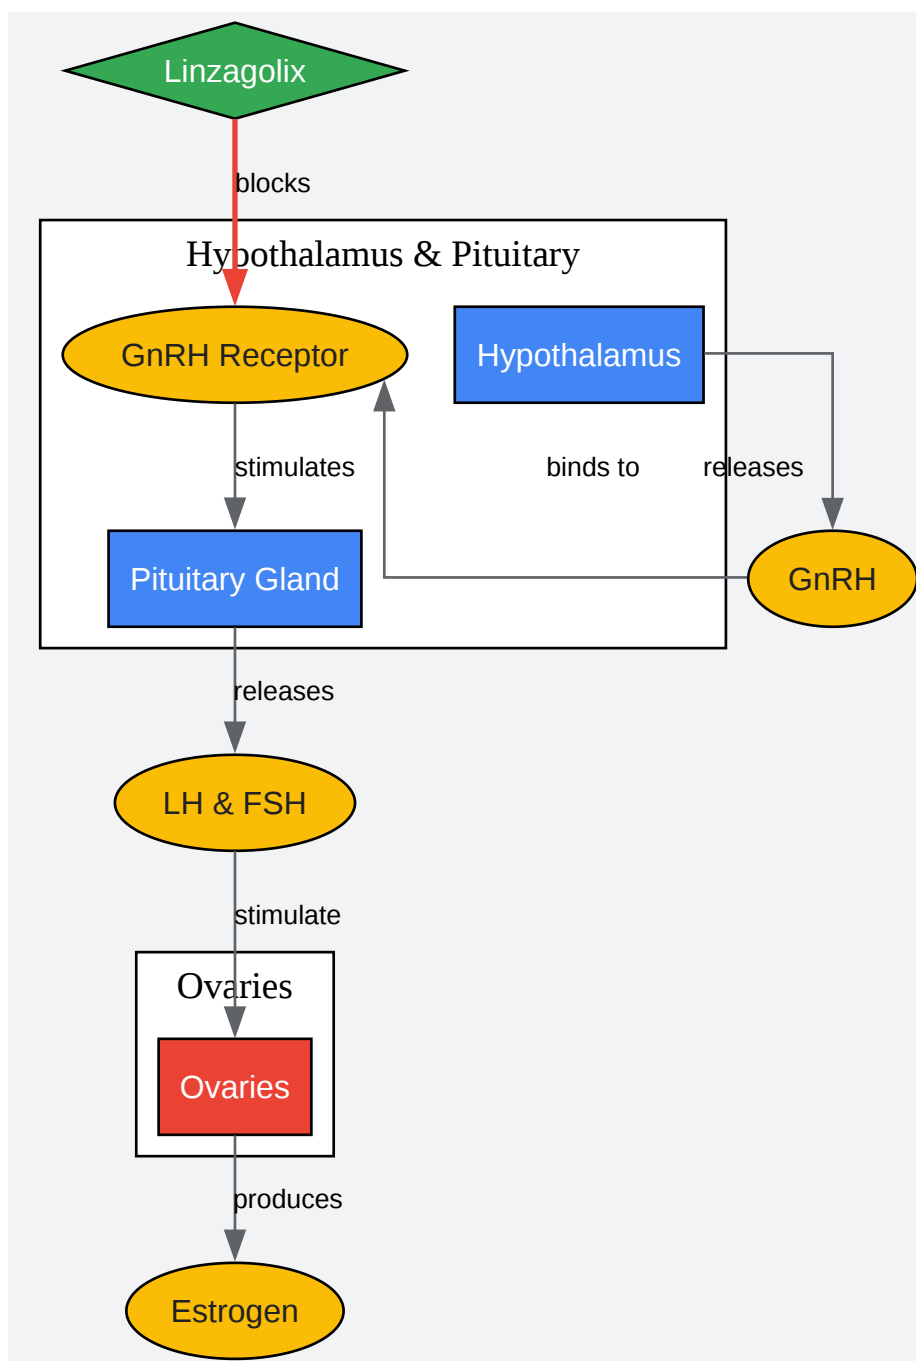 Linzagolix
blocks
Hypothalamus & Pituitary
GnRH Receptor
Hypothalamus
stimulates
binds to
releases
Pituitary Gland
GnRH
releases
LH & FSH
stimulate
Ovaries
Ovaries
produces
Estrogen